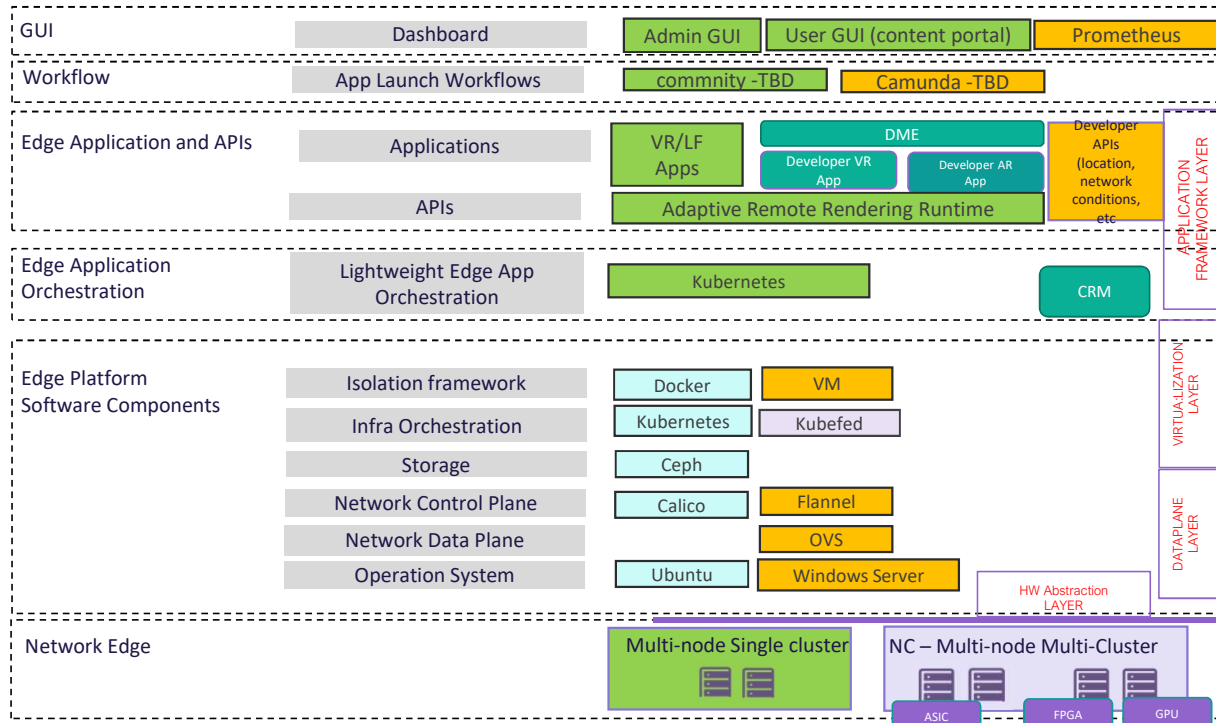 GUI
Dashboard
Admin GUI
User GUI (content portal)
Prometheus
Workflow
App Launch Workflows
commnity -TBD
Camunda -TBD
Edge Application and APIs
Applications
VR/LF
Apps
DME
Developer VR
App
Developer AR
App
Developer
APIs
(location,
network
conditions,
etc
APIs
Adaptive Remote Rendering Runtime
APPLICATION
FRAMEWORK LAYER
Edge Application
Orchestration
Lightweight Edge App
Orchestration
Kubernetes
CRM
Edge Platform
Software Components
Isolation framework
Docker
VM
Infra Orchestration
Kubernetes
Kubefed
Storage
Ceph
Network Control Plane
Calico
Flannel
Network Data Plane
OVS
Operation System
Ubuntu
Windows Server
VIRTUA:LIZATION
LAYER
DATAPLANE
LAYER
HW Abstraction
LAYER
Network Edge
Multi-node Single cluster
NC – Multi-node Multi-Cluster
ASIC
FPGA
GPU